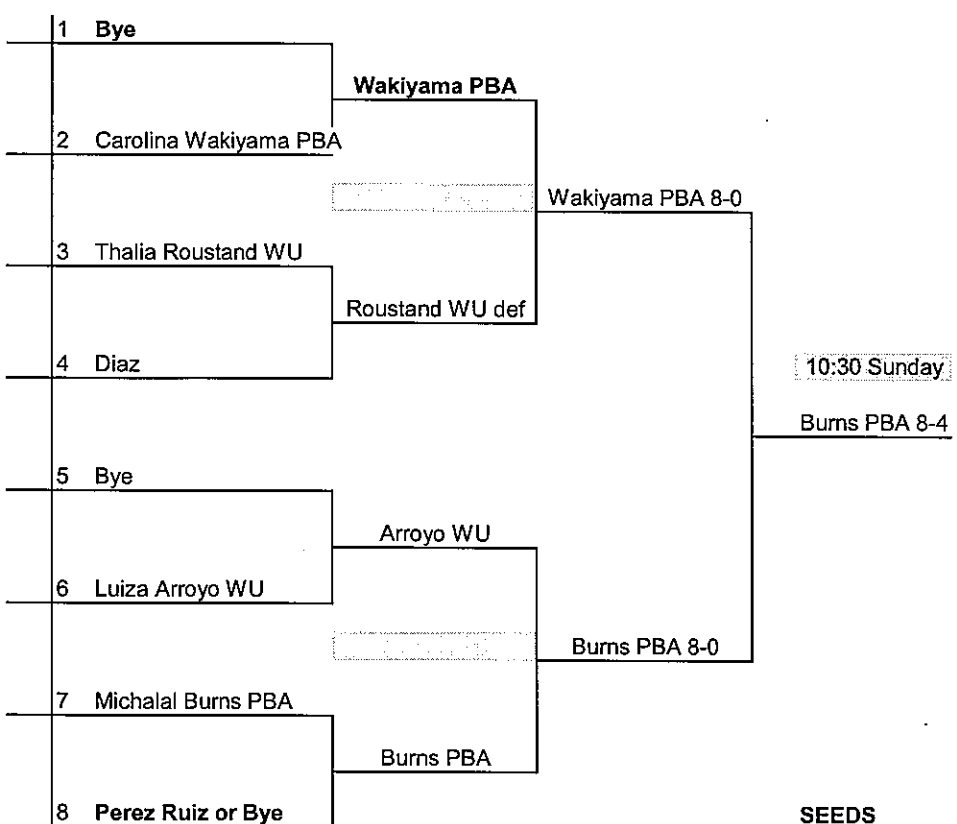 1 Bye
Wakiyama PBA
2 Carolina Wakiyama PBA
Wakiyama PBA 8-0
3 Thalia Roustand WU
Roustand WU def
4 Diaz
10:30 Sunday
Burns PBA 8-4
5 Bye
Arroyo WU
6 Luiza Arroyo WU
Burns PBA 8-0
7 Michalal Burns PBA
Burns PBA
8 Perez Ruiz or Bye
SEEDS